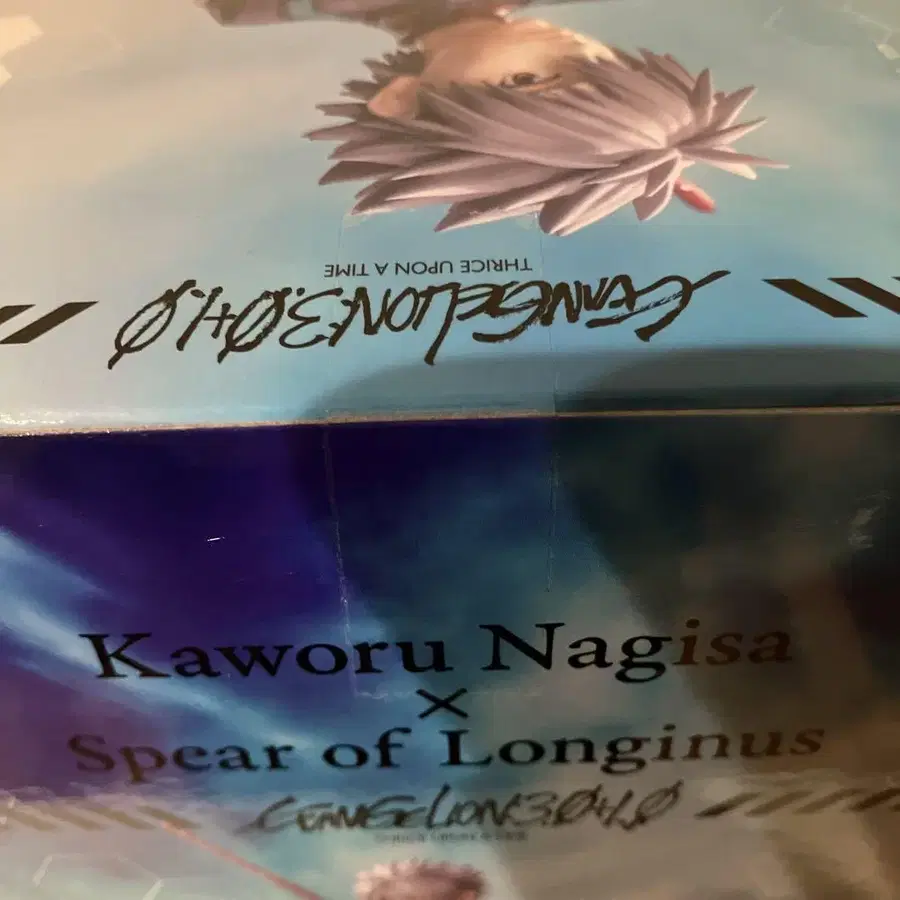 THRICE UPON A TIME
EVANGELION:3.0+1.0
Kaworu Nagisa
×
Spear of Longinus
EVANGELION:3.0+1.0